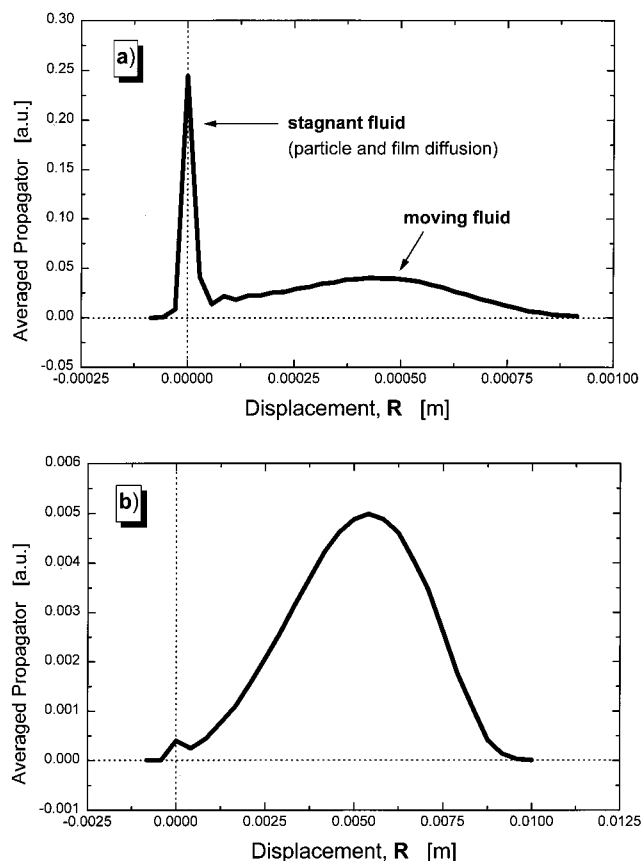 a)
0.30
0.25
0.20
0.15
0.10
0.05
0.00
-0.05
Averaged Propagator [a.u.]
stagnant fluid
(particle and film diffusion)
moving fluid
-0.00025 0.00000 0.00025 0.00050 0.00075 0.00100
Displacement, R [m]
b)
0.006
0.005
0.004
0.003
0.002
0.001
0.000
-0.001
Averaged Propagator [a.u.]
-0.0025 0.0000 0.0025 0.0050 0.0075 0.0100 0.0125
Displacement, R [m]